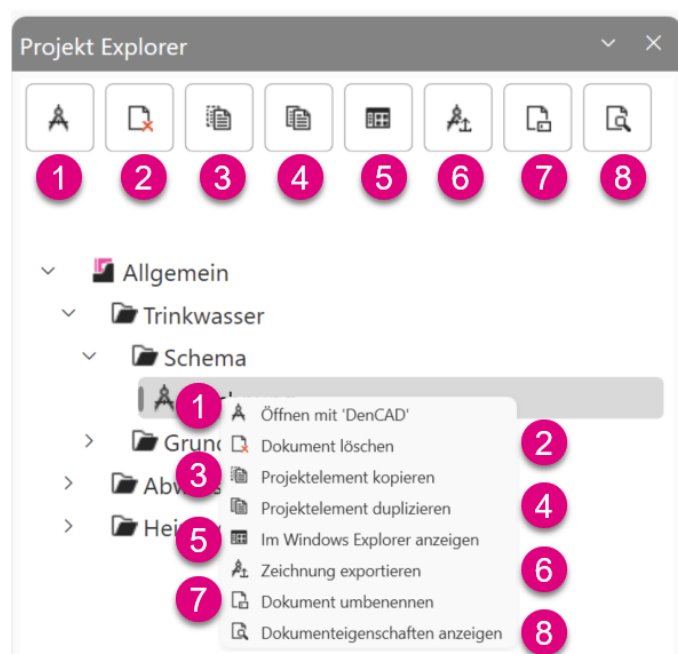 Projekt Explorer
1 2 3 4 5 6 7 8
Allgemein
Trinkwasser
Schema
1 Öffnen mit 'DenCAD'
Dokument löschen 2
3 Projektelement kopieren
Projektelement duplizieren 4
5 Im Windows Explorer anzeigen
Zeichnung exportieren 6
7 Dokument umbenennen
Dokumenteigenschaften anzeigen 8